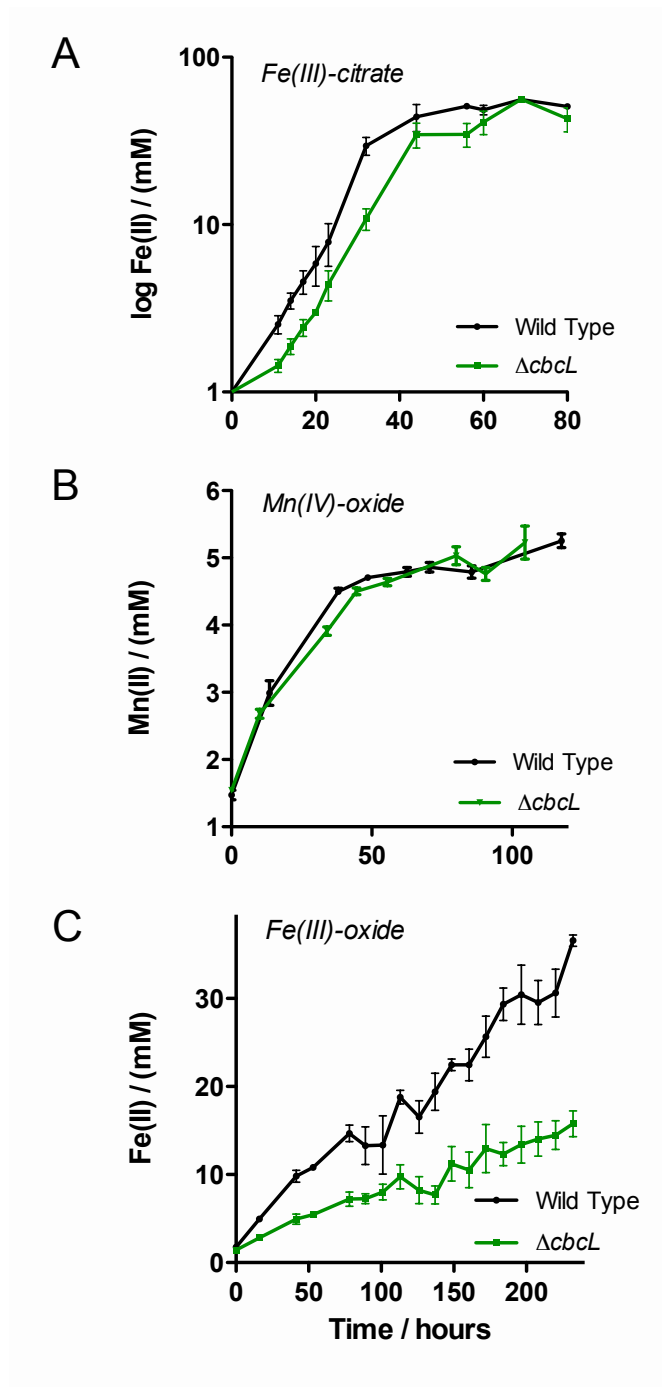 A
Fe(III)-citrate
log Fe(II) / (mM)
100
10
1
0 20 40 60 80
Wild Type
ΔcbcL
B
Mn(IV)-oxide
Mn(II) / (mM)
6
5
4
3
2
1
0 50 100
Wild Type
ΔcbcL
C
Fe(III)-oxide
Fe(II) / (mM)
30
20
10
0
0 50 100 150 200
Wild Type
ΔcbcL
Time / hours